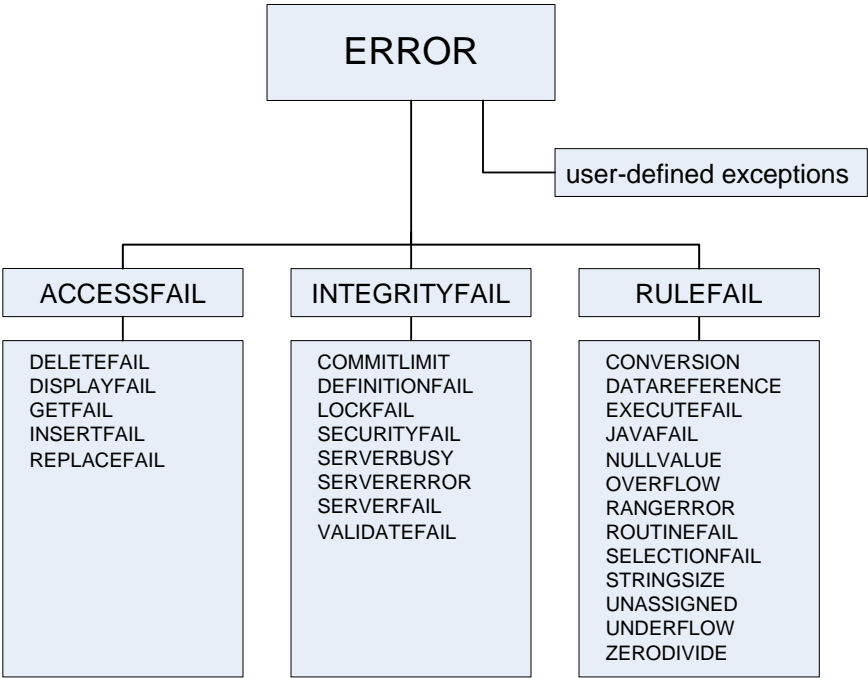 ERROR
user-defined exceptions
ACCESSFAIL
DELETEFAIL
DISPLAYFAIL
GETFAIL
INSERTFAIL
REPLACEFAIL
INTEGRITYFAIL
COMMITLIMIT
DEFINITIONFAIL
LOCKFAIL
SECURITYFAIL
SERVERBUSY
SERVERERROR
SERVERFAIL
VALIDATEFAIL
RULEFAIL
CONVERSION
DATAREFERENCE
EXECUTEFAIL
JAVAFAIL
NULLVALUE
OVERFLOW
RANGERROR
ROUTINEFAIL
SELECTIONFAIL
STRINGSIZE
UNASSIGNED
UNDERFLOW
ZERODIVIDE